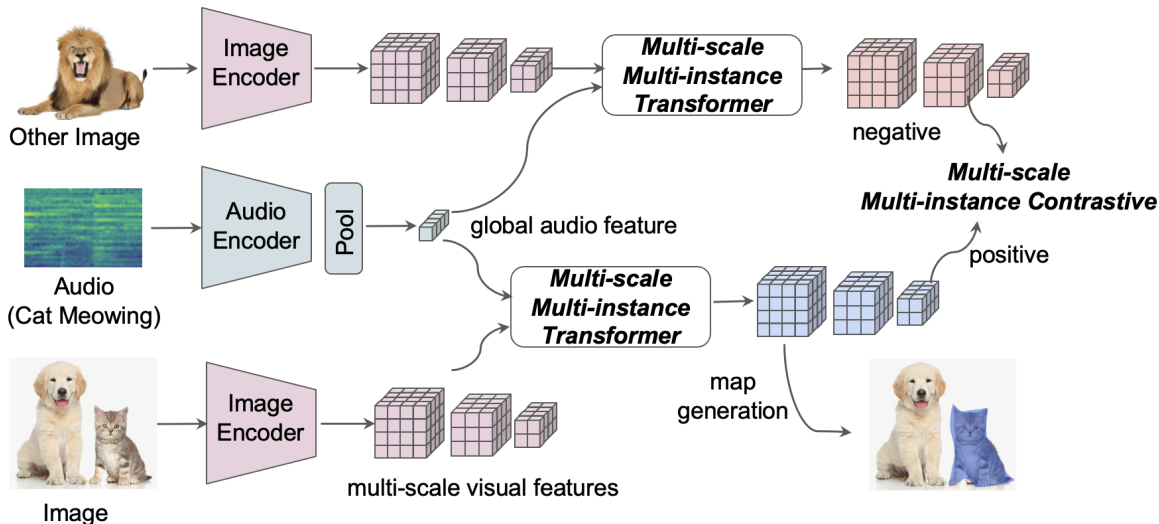 Image
Encoder
Other Image
Multi-scale
Multi-instance
Transformer
negative
Multi-scale
Multi-instance Contrastive
positive
Audio
Encoder
Pool
global audio feature
Audio
(Cat Meowing)
Multi-scale
Multi-instance
Transformer
Image
Encoder
map
generation
multi-scale visual features
Image